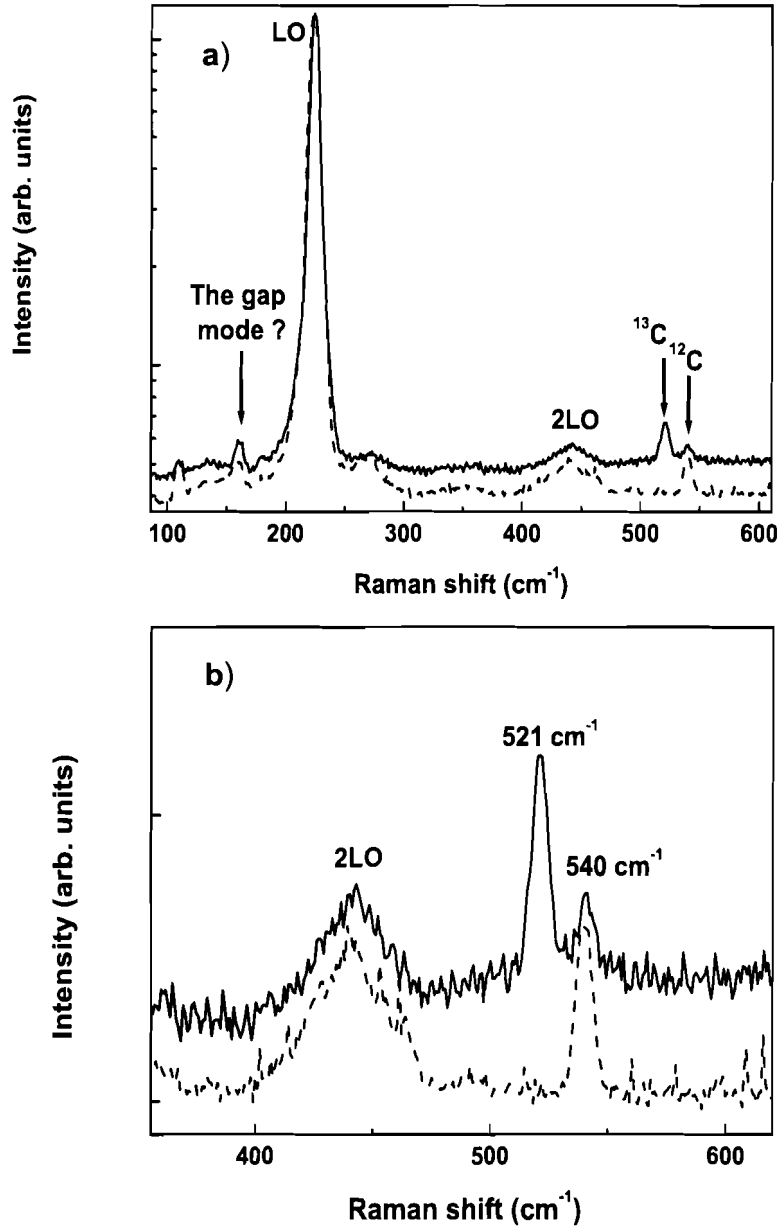 LO
a)
Intensity (arb. units)
The gap
mode ?
¹³C
¹²C
2LO
100 200 300 400 500 600
Raman shift (cm⁻¹)
b)
Intensity (arb. units)
521 cm⁻¹
2LO
540 cm⁻¹
400 500 600
Raman shift (cm⁻¹)